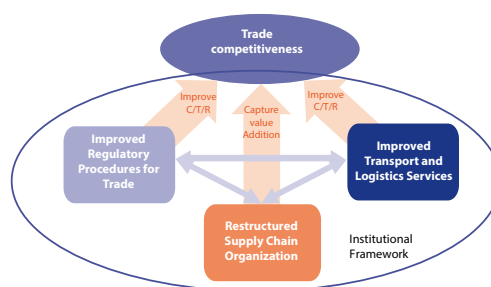 Trade
competitiveness
Improve
C/T/R
Capture
value
Addition
Improve
C/T/R
Improved
Regulatory
Procedures for
Trade
Improved
Transport and
Logistics Services
Restructured
Supply Chain
Organization
Institutional
Framework